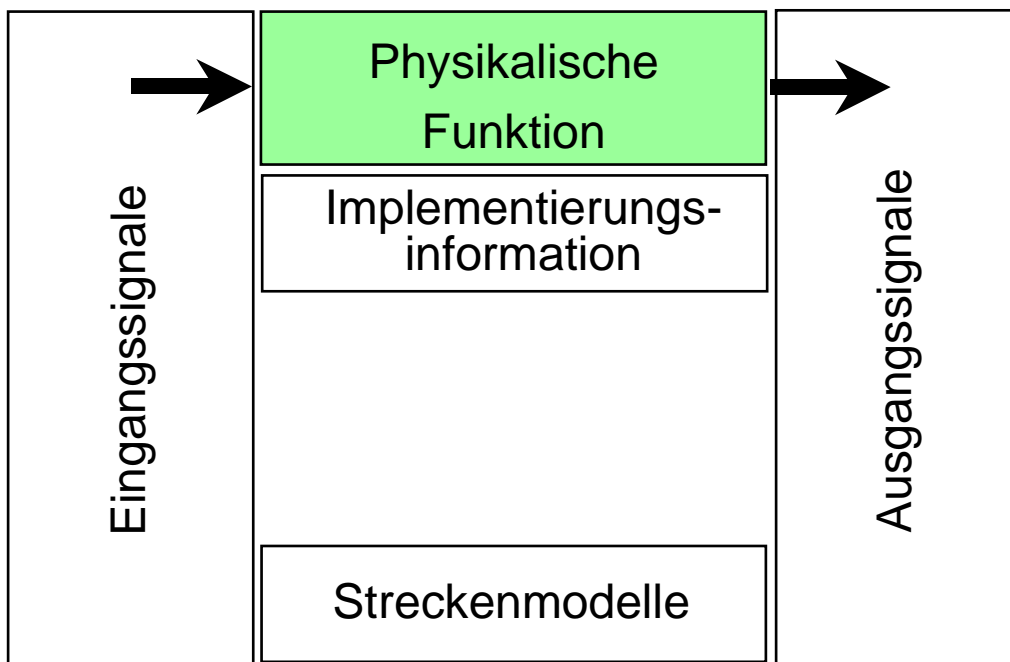 Eingangssignale
Physikalische
Funktion
Implementierungs-
information
Streckenmodelle
Ausgangssignale